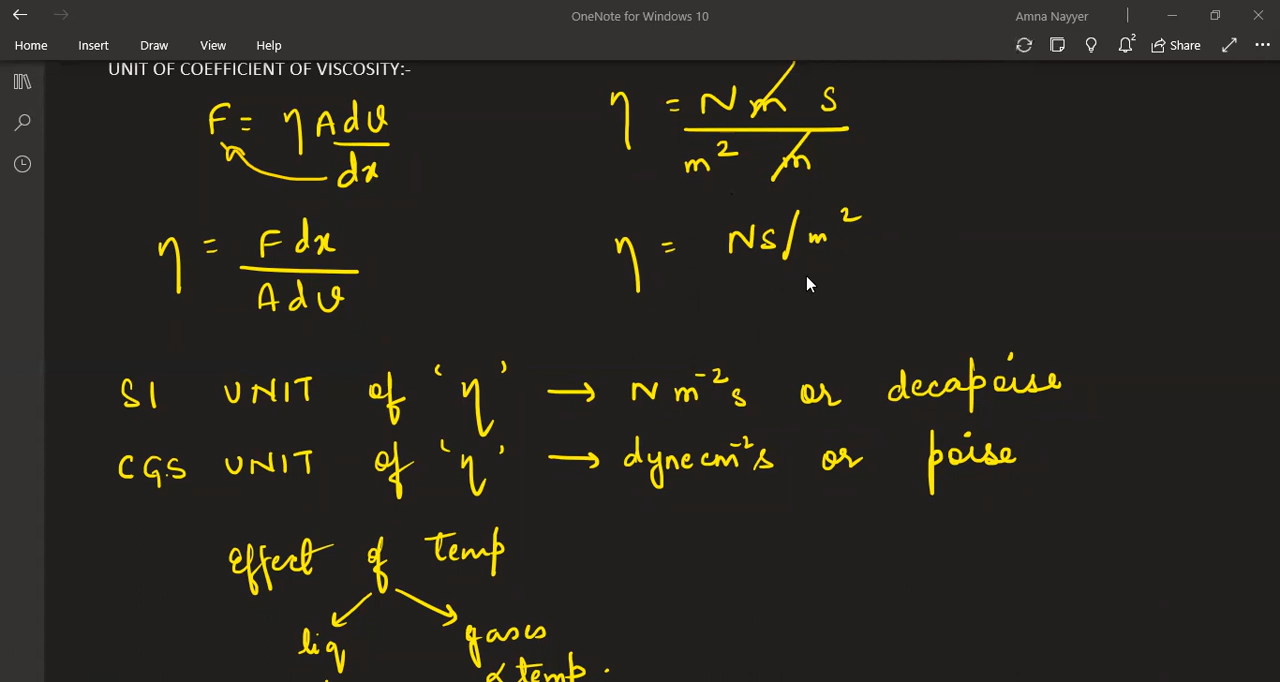 OneNote for Windows 10
Amna Nayyer
Home Insert Draw View Help
Share
UNIT OF COEFFICIENT OF VISCOSITY:-
F = η A dv/dx
η = F dx / A dv
η = N m s / m² m
η = Ns/m²
SI UNIT of 'η' → N m⁻² s or decapoise
C.G.S UNIT of 'η' → dyne cm⁻² s or poise
Effect of temp
liq gases
∝ temp.